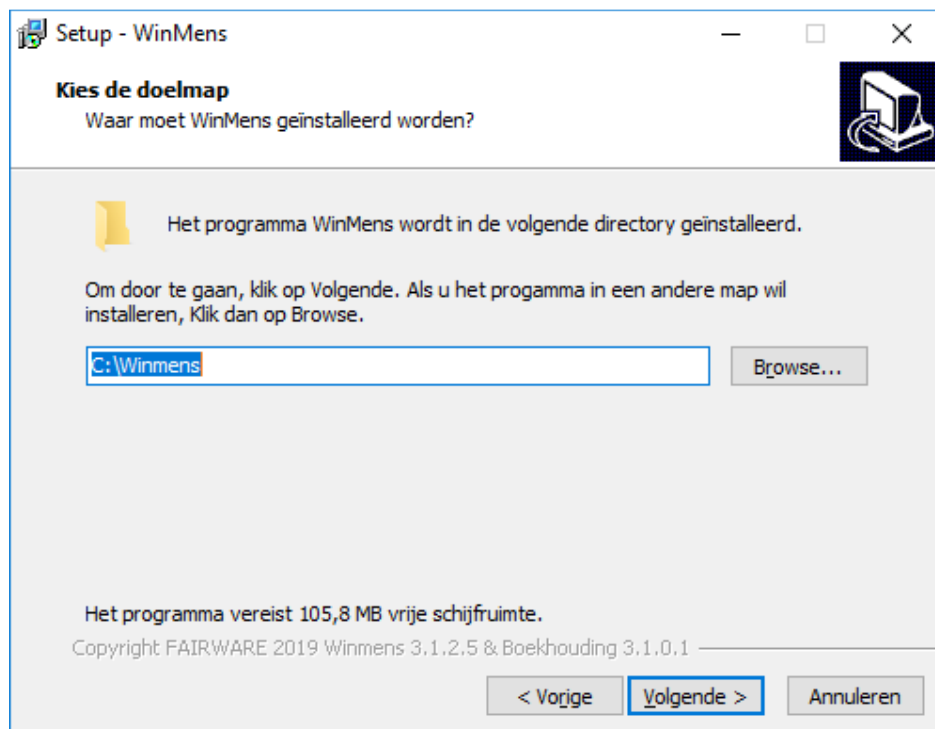 Setup - WinMens
Kies de doelmap
Waar moet WinMens geïnstalleerd worden?
Het programma WinMens wordt in de volgende directory geïnstalleerd.
Om door te gaan, klik op Volgende. Als u het progamma in een andere map wil
installeren, Klik dan op Browse.
C:\Winmens
Browse...
Het programma vereist 105,8 MB vrije schijfruimte.
Copyright FAIRWARE 2019 Winmens 3.1.2.5 & Boekhouding 3.1.0.1
< Vorige Volgende > Annuleren